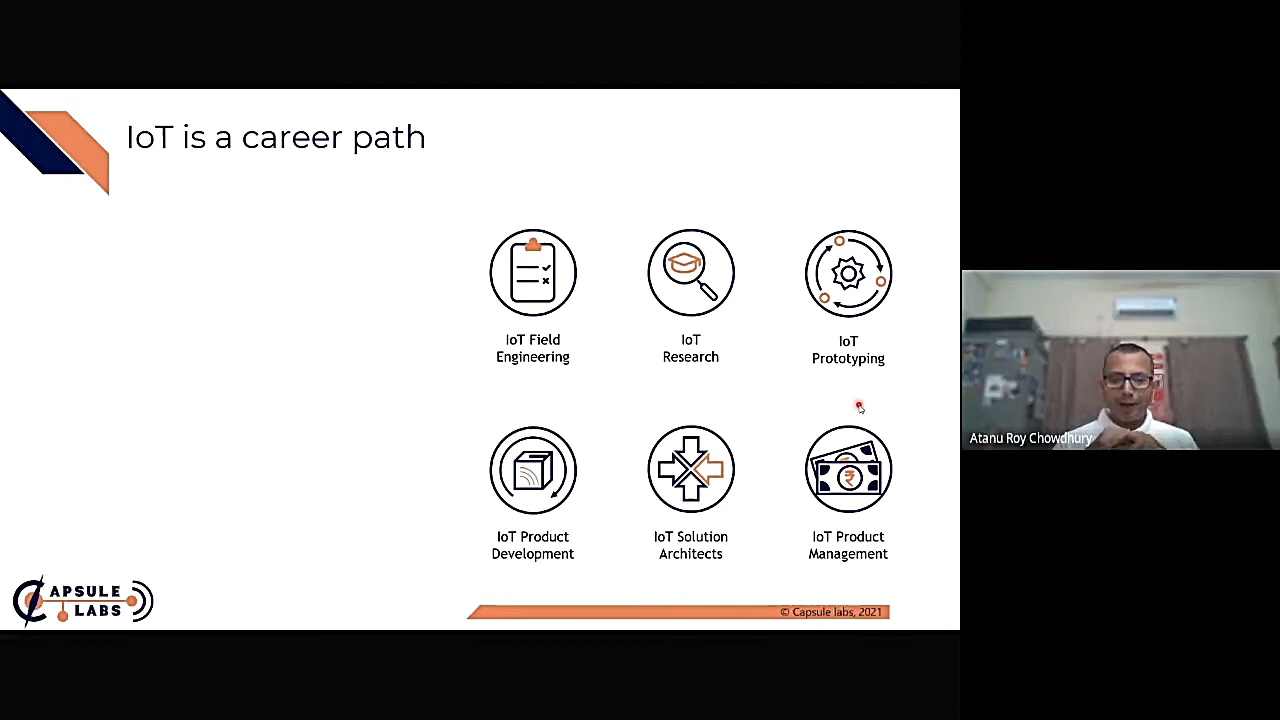 IoT is a career path
IoT Field
Engineering
IoT
Research
IoT
Prototyping
IoT Product
Development
IoT Solution
Architects
₹
IoT Product
Management
CAPSULE
LABS
© Capsule labs, 2021
Atanu Roy Chowdhury